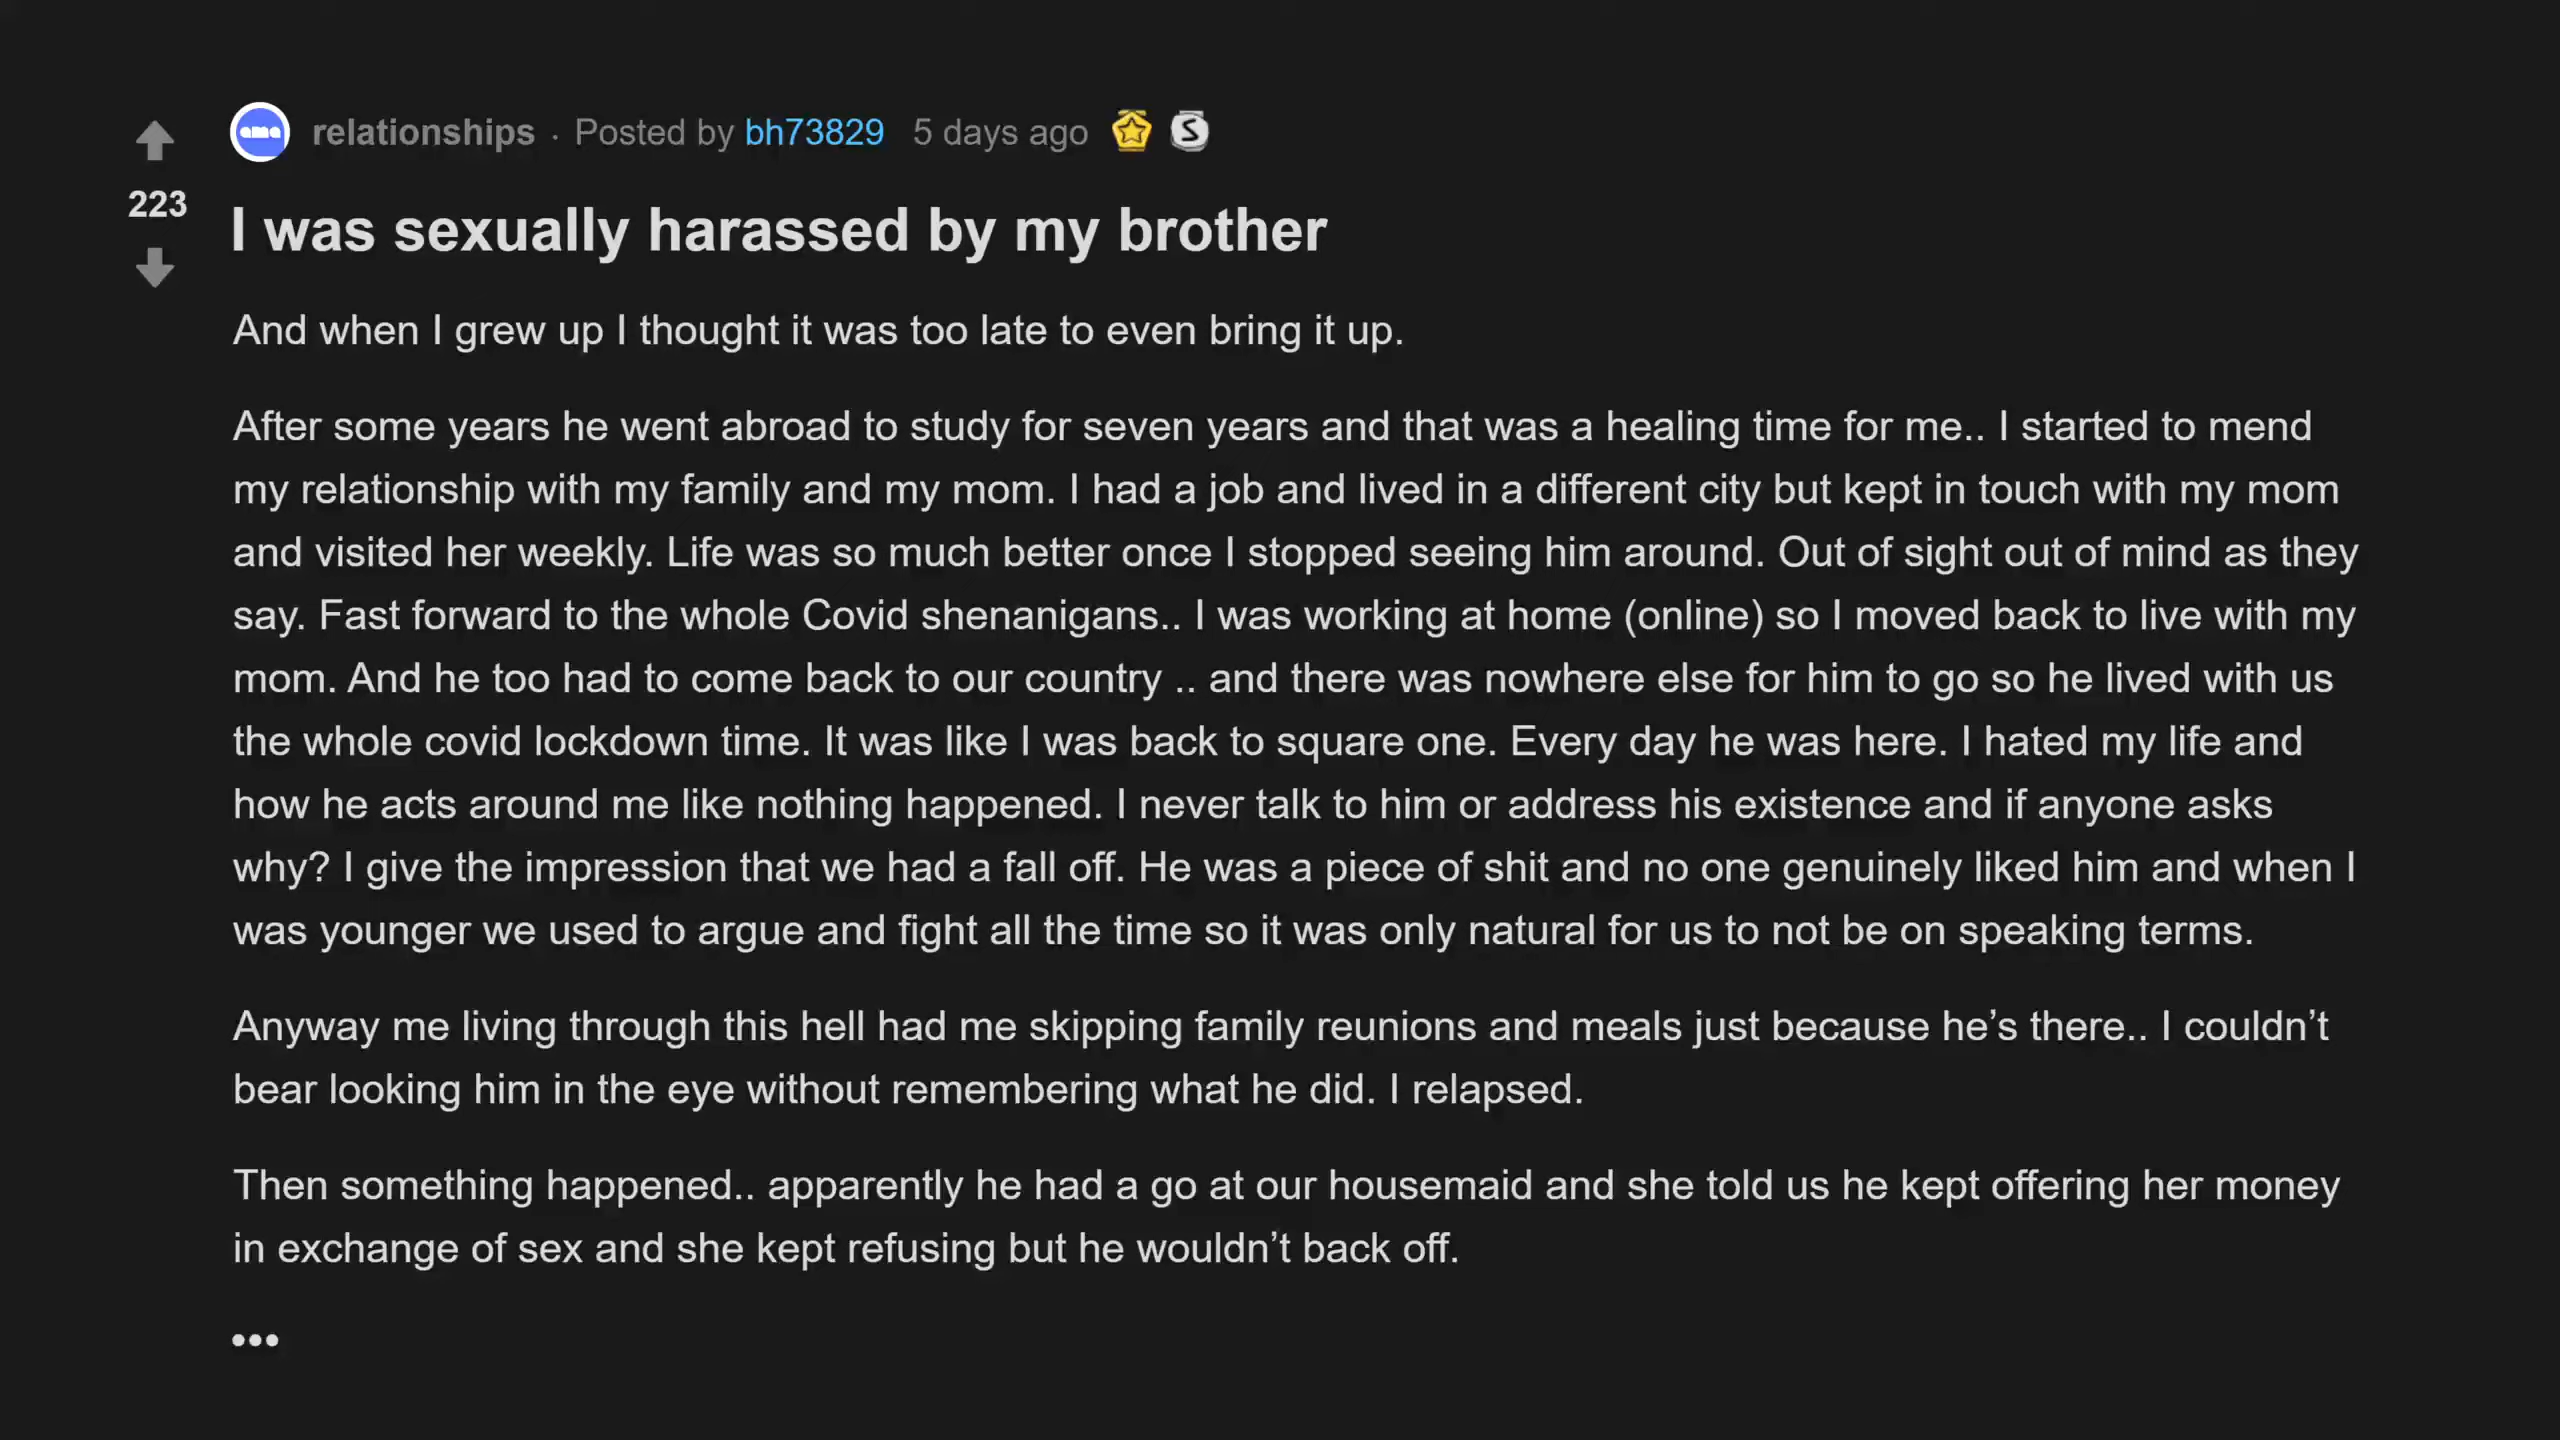 relationships · Posted by bh73829 5 days ago
223
I was sexually harassed by my brother
And when I grew up I thought it was too late to even bring it up.
After some years he went abroad to study for seven years and that was a healing time for me.. I started to mend
my relationship with my family and my mom. I had a job and lived in a different city but kept in touch with my mom
and visited her weekly. Life was so much better once I stopped seeing him around. Out of sight out of mind as they
say. Fast forward to the whole Covid shenanigans.. I was working at home (online) so I moved back to live with my
mom. And he too had to come back to our country .. and there was nowhere else for him to go so he lived with us
the whole covid lockdown time. It was like I was back to square one. Every day he was here. I hated my life and
how he acts around me like nothing happened. I never talk to him or address his existence and if anyone asks
why? I give the impression that we had a fall off. He was a piece of shit and no one genuinely liked him and when I
was younger we used to argue and fight all the time so it was only natural for us to not be on speaking terms.
Anyway me living through this hell had me skipping family reunions and meals just because he’s there.. I couldn’t
bear looking him in the eye without remembering what he did. I relapsed.
Then something happened.. apparently he had a go at our housemaid and she told us he kept offering her money
in exchange of sex and she kept refusing but he wouldn’t back off.
•••